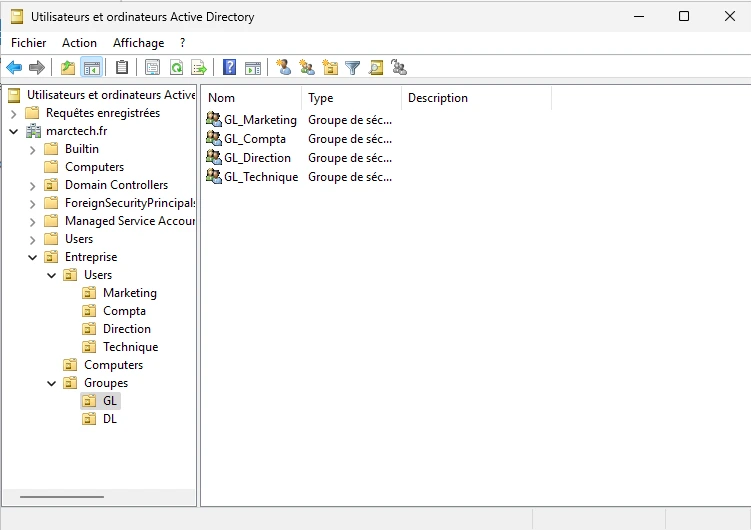 Utilisateurs et ordinateurs Active Directory
Fichier Action Affichage ?
Utilisateurs et ordinateurs Active
Requêtes enregistrées
marctech.fr
Builtin
Computers
Domain Controllers
ForeignSecurityPrincipals
Managed Service Accour
Users
Entreprise
Users
Marketing
Compta
Direction
Technique
Computers
Groupes
GL
DL
Nom Type Description
GL_Marketing Groupe de séc...
GL_Compta Groupe de séc...
GL_Direction Groupe de séc...
GL_Technique Groupe de séc...